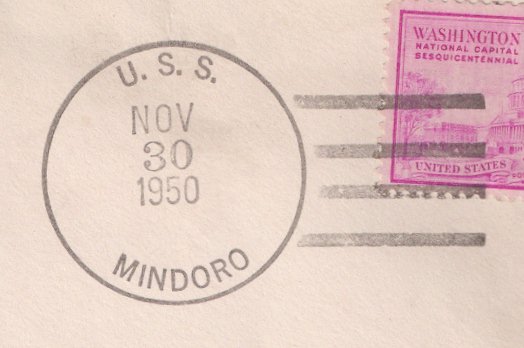 U. S. S.
NOV
30
1950
MINDORO
WASHINGTON
NATIONAL CAPITAL
SESQUICENTENNIAL
UNITED STATES